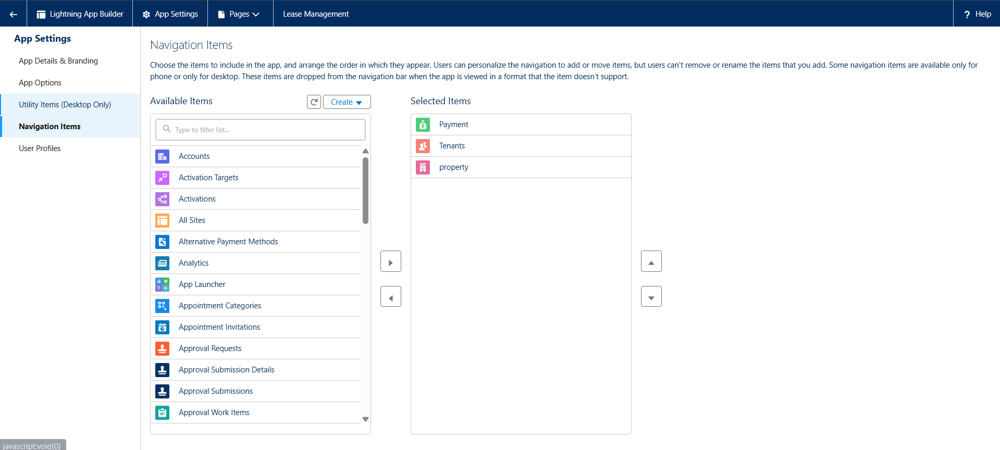 Lightning App Builder
App Settings
Pages
Lease Management
? Help
App Settings
App Details & Branding
App Options
Utility Items (Desktop Only)
Navigation Items
User Profiles
Navigation Items
Choose the items to include in the app, and arrange the order in which they appear. Users can personalize the navigation to add or move items, but users can't remove or rename the items that you add. Some navigation items are available only for
phone or only for desktop. These items are dropped from the navigation bar when the app is viewed in a format that the item doesn’t support.
Available Items
Create
Type to filter list...
Accounts
Activation Targets
Activations
All Sites
Alternative Payment Methods
Analytics
App Launcher
Appointment Categories
Appointment Invitations
Approval Requests
Approval Submission Details
Approval Submissions
Approval Work Items
Selected Items
Payment
Tenants
property
javascript:void(0)